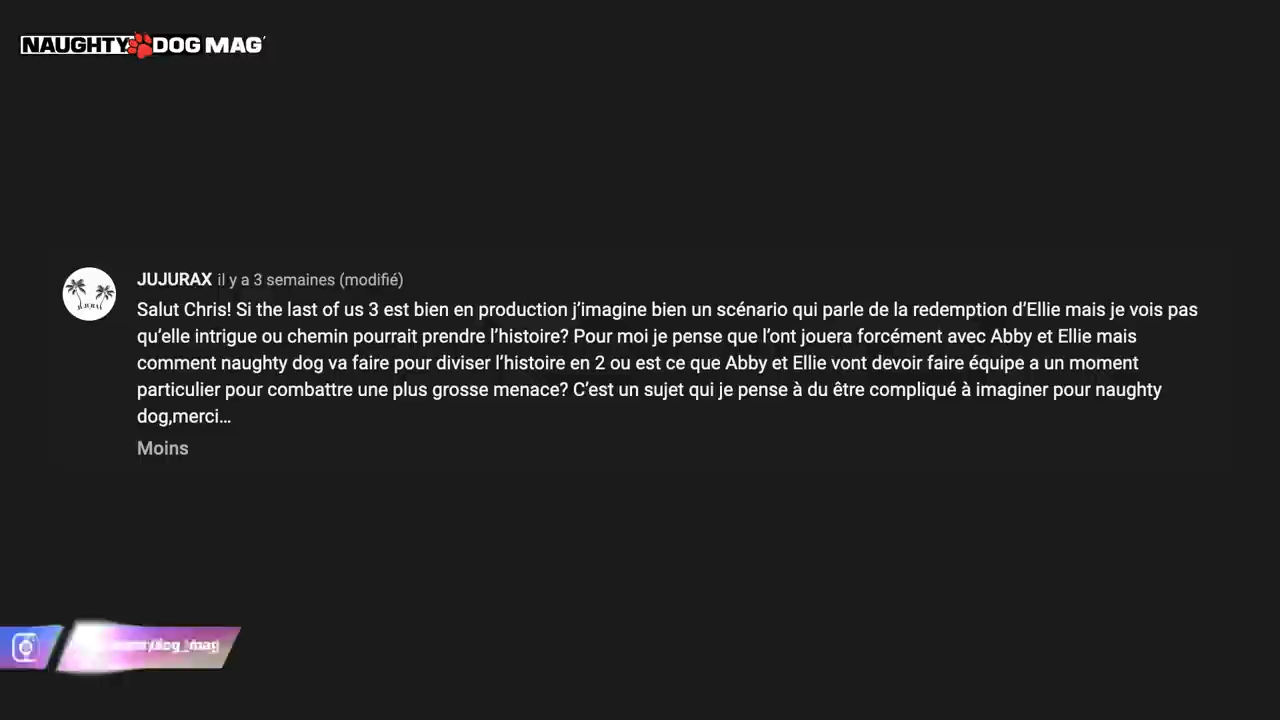 NAUGHTY DOG MAG
JUJURAX il y a 3 semaines (modifié)
Salut Chris! Si the last of us 3 est bien en production j’imagine bien un scénario qui parle de la redemption d’Ellie mais je vois pas
qu’elle intrigue ou chemin pourrait prendre l’histoire? Pour moi je pense que l’ont jouera forcément avec Abby et Ellie mais
comment naughty dog va faire pour diviser l’histoire en 2 ou est ce que Abby et Ellie vont devoir faire équipe a un moment
particulier pour combattre une plus grosse menace? C’est un sujet qui je pense à du être compliqué à imaginer pour naughty
dog,merci…
Moins